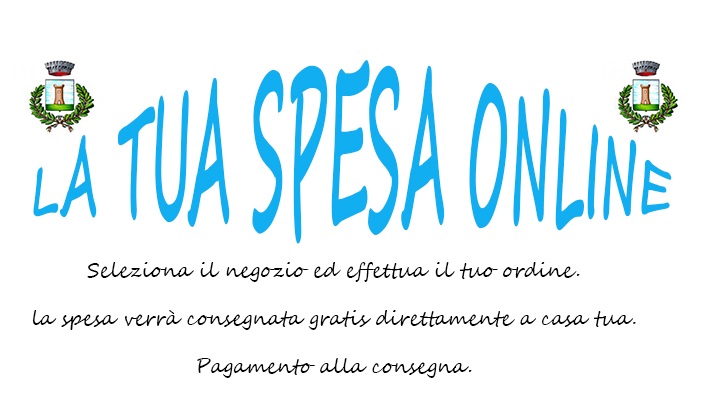 LA TUA SPESA ONLINE
Seleziona il negozio ed effettua il tuo ordine.
la spesa verrà consegnata gratis direttamente a casa tua.
Pagamento alla consegna.